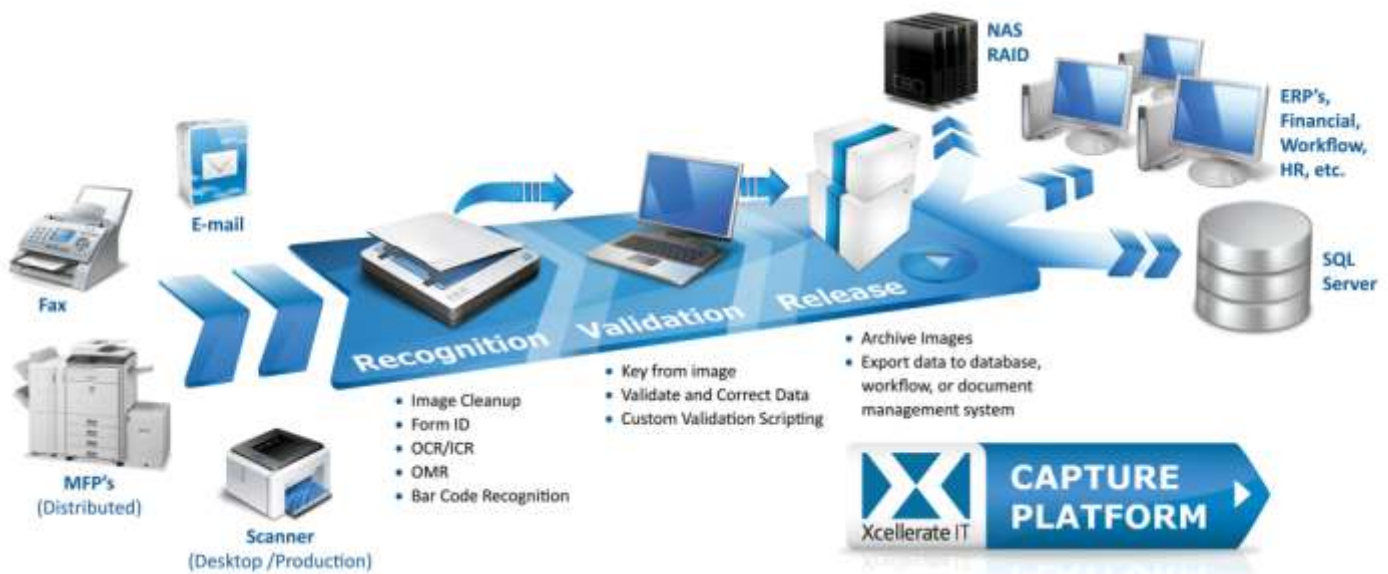 NAS
RAID
ERP's,
Financial,
Workflow,
HR, etc.
E-mail
Fax
SQL
Server
Recognition Validation Release
MFP's
(Distributed)
Scanner
(Desktop /Production)
• Image Cleanup
• Form ID
• OCR/ICR
• OMR
• Bar Code Recognition
• Key from image
• Validate and Correct Data
• Custom Validation Scripting
• Archive Images
• Export data to database,
workflow, or document
management system
Xcellerate IT
CAPTURE
PLATFORM